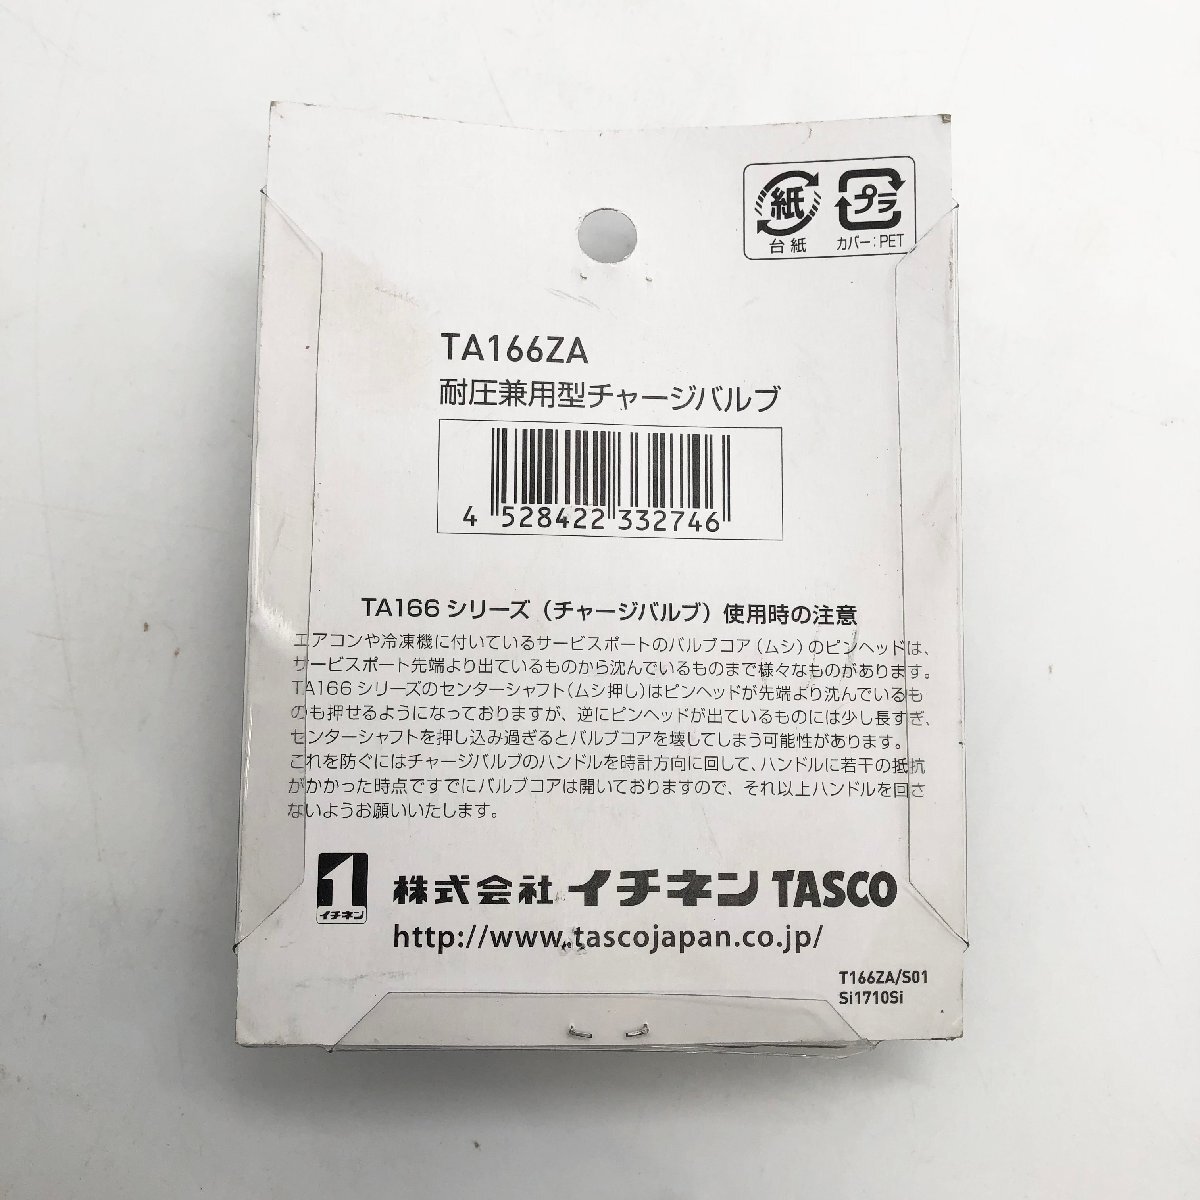 紙
プラ
台紙
カバー:PET
TA166ZA
耐圧兼用型チャージバルブ
4 528422 332746
TA166 シリーズ（チャージバルブ）使用時の注意
エアコンや冷凍機に付いているサービスポートのバルブコア（ムシ）のピンヘッドは、
サービスポート先端より出ているものから沈んでいるものまで様々なものがあります。
TA166 シリーズのセンターシャフト（ムシ押し）はピンヘッドが先端より沈んでいるも
のも押せるようになっておりますが、逆にピンヘッドが出ているものには少し長すぎ、
センターシャフトを押し込み過ぎるとバルブコアを壊してしまう可能性があります。
これを防ぐにはチャージバルブのハンドルを時計方向に回して、ハンドルに若干の抵抗
がかかった時点ですでにバルブコアは開いておりますので、それ以上ハンドルを回さ
ないようお願いいたします。
1
イチネン
株式会社 イチネン TASCO
http://www.tascojapan.co.jp/
T166ZA/S01
Si1710Si